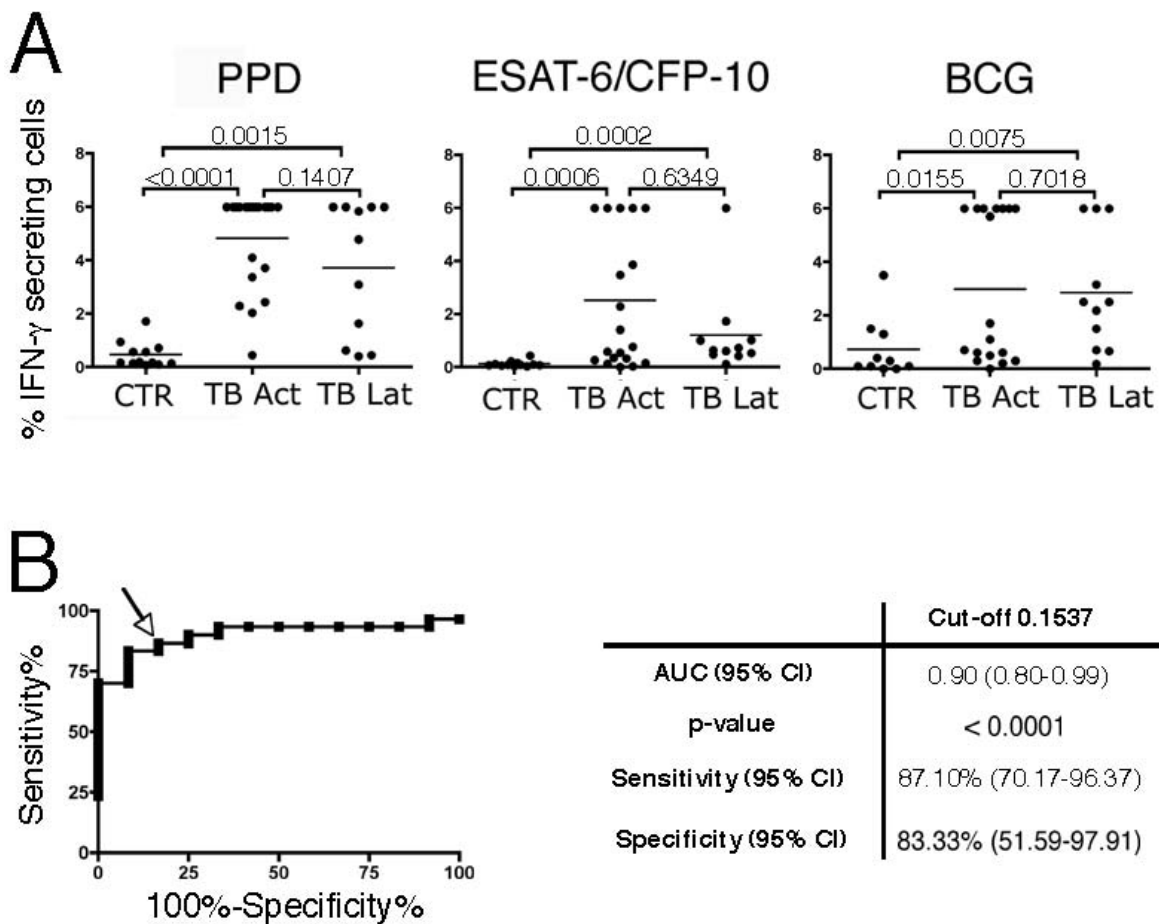 A
PPD ESAT-6/CFP-10 BCG
% IFN-γ secreting cells
0.0015 0.0002 0.0075
<0.0001 0.1407 0.0006 0.6349 0.0155 0.7018
8 8 8
6 6 6
4 4 4
2 2 2
0 0 0
CTR TB Act TB Lat CTR TB Act TB Lat CTR TB Act TB Lat
B
Sensitivity%
100
75
50
25
0
0 25 50 75 100
100%-Specificity%
Cut-off 0.1537
AUC (95% CI) 0.90 (0.80-0.99)
p-value < 0.0001
Sensitivity (95% CI) 87.10% (70.17-96.37)
Specificity (95% CI) 83.33% (51.59-97.91)